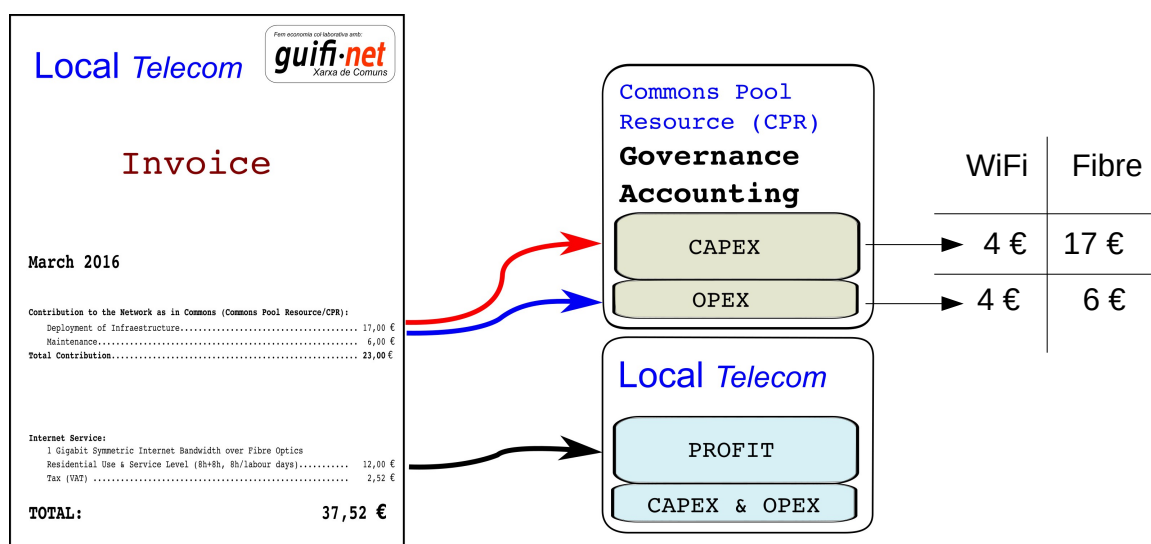 Local Telecom
Fem economia col·laborativa amb:
guifi·net
Xarxa de Comuns
Invoice
March 2016
Contribution to the Network as in Commons (Commons Pool Resource/CPR):
Deployment of Infraestructure.................................... 17,00 €
Maintenance..................................................... 6,00 €
Total Contribution.................................................. 23,00 €
Internet Service:
1 Gigabit Symmetric Internet Bandwidth over Fibre Optics
Residential Use & Service Level (8h+8h, 8h/labour days).......... 12,00 €
Tax (VAT) ................................................... 2,52 €
TOTAL: 37,52 €
Commons Pool
Resource (CPR)
Governance
Accounting
CAPEX
OPEX
Local Telecom
PROFIT
CAPEX & OPEX
WiFi Fibre
4 € 17 €
4 € 6 €